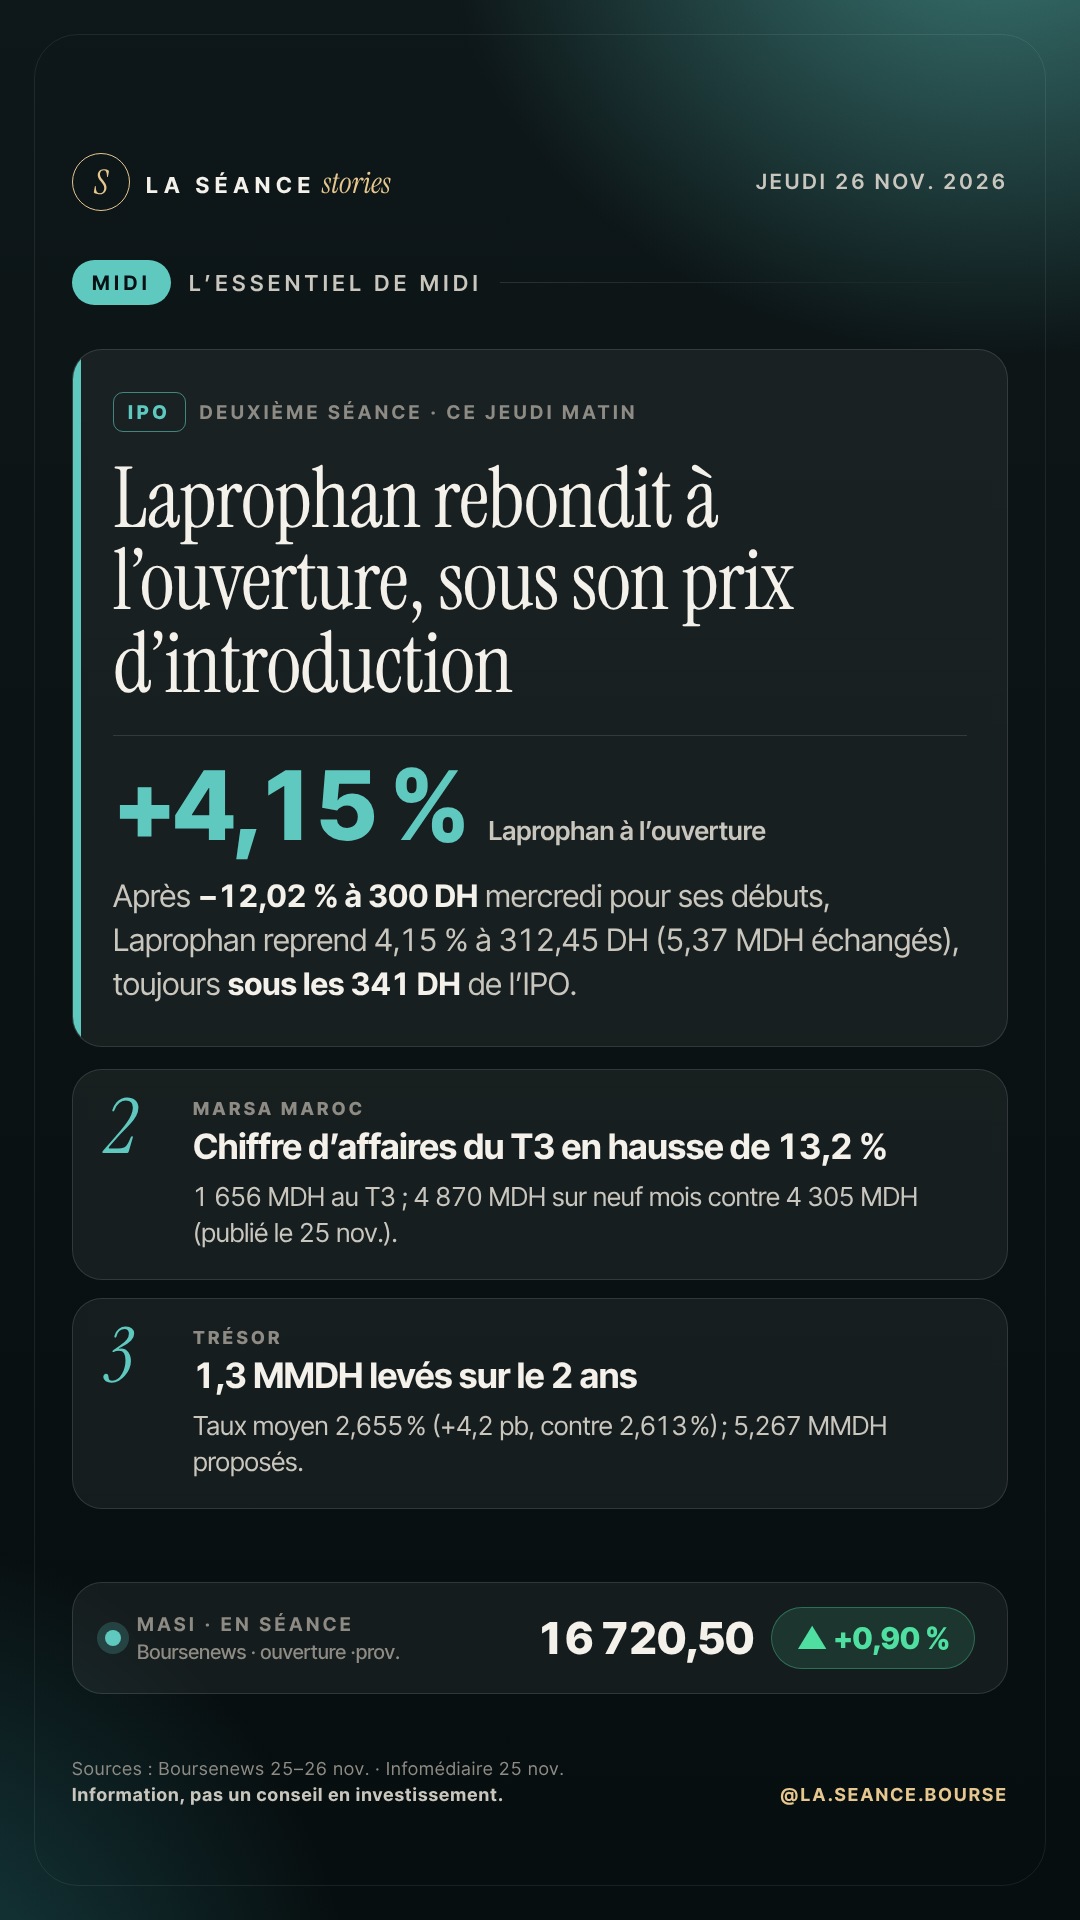 S LA SÉANCE stories
JEUDI 26 NOV. 2026
MIDI L’ESSENTIEL DE MIDI
IPO DEUXIÈME SÉANCE · CE JEUDI MATIN
Laprophan rebondit à
l’ouverture, sous son prix
d’introduction
+4,15 % Laprophan à l’ouverture
Après −12,02 % à 300 DH mercredi pour ses débuts,
Laprophan reprend 4,15 % à 312,45 DH (5,37 MDH échangés),
toujours sous les 341 DH de l’IPO.
2 MARSA MAROC
Chiffre d’affaires du T3 en hausse de 13,2 %
1 656 MDH au T3 ; 4 870 MDH sur neuf mois contre 4 305 MDH
(publié le 25 nov.).
3 TRÉSOR
1,3 MMDH levés sur le 2 ans
Taux moyen 2,655 % (+4,2 pb, contre 2,613 %) ; 5,267 MMDH
proposés.
MASI · EN SÉANCE
Boursenews · ouverture ·prov.
16 720,50 ▲ +0,90 %
Sources : Boursenews 25–26 nov. · Infomédiaire 25 nov.
Information, pas un conseil en investissement.
@LA.SEANCE.BOURSE